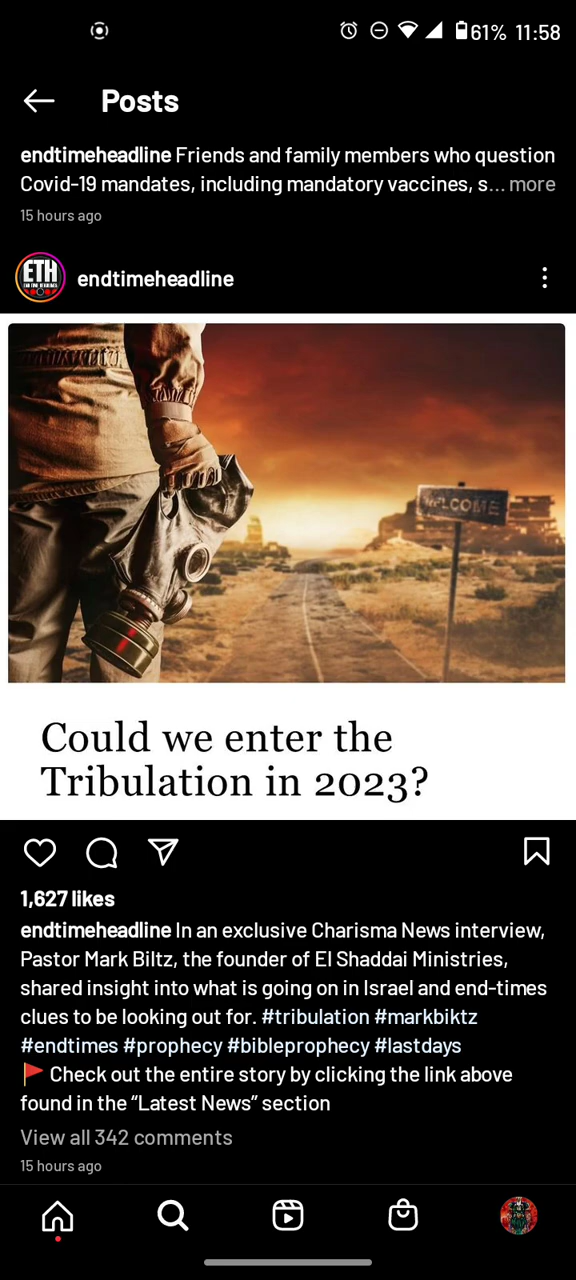 61% 11:58
Posts
endtimeheadline Friends and family members who question
Covid-19 mandates, including mandatory vaccines, s... more
15 hours ago
ETH
endtimeheadline
WELCOME
Could we enter the
Tribulation in 2023?
1,627 likes
endtimeheadline In an exclusive Charisma News interview,
Pastor Mark Biltz, the founder of El Shaddai Ministries,
shared insight into what is going on in Israel and end-times
clues to be looking out for. #tribulation #markbiktz
#endtimes #prophecy #bibleprophecy #lastdays
🚩 Check out the entire story by clicking the link above
found in the “Latest News” section
View all 342 comments
15 hours ago